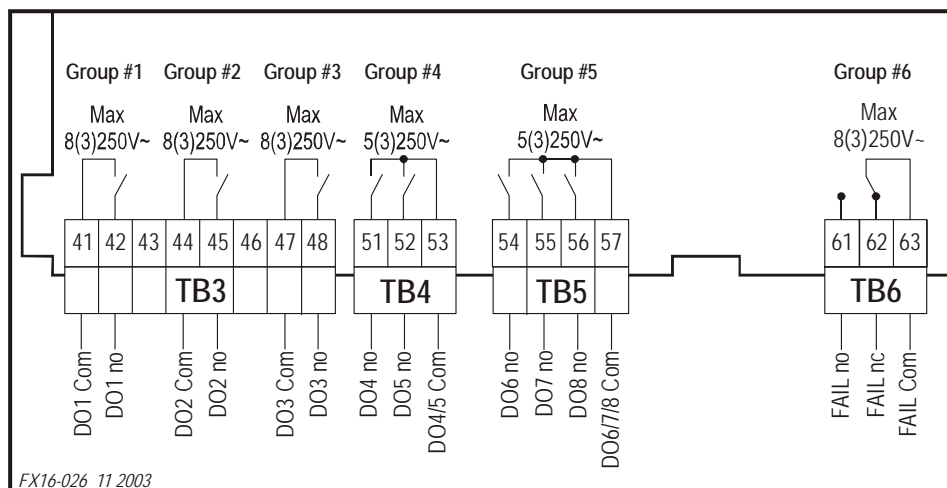 Group #1 Group #2 Group #3 Group #4 Group #5 Group #6
Max Max Max Max Max Max
8(3)250V~ 8(3)250V~ 8(3)250V~ 5(3)250V~ 5(3)250V~ 8(3)250V~
41 42 43 44 45 46 47 48 51 52 53 54 55 56 57 61 62 63
TB3 TB4 TB5 TB6
DO1 Com
DO1 no
DO2 Com
DO2 no
DO3 Com
DO3 no
DO4 no
DO5 no
DO4/5 Com
DO6 no
DO7 no
DO8 no
DO6/7/8 Com
FAIL no
FAIL nc
FAIL Com
FX16-026 11 2003